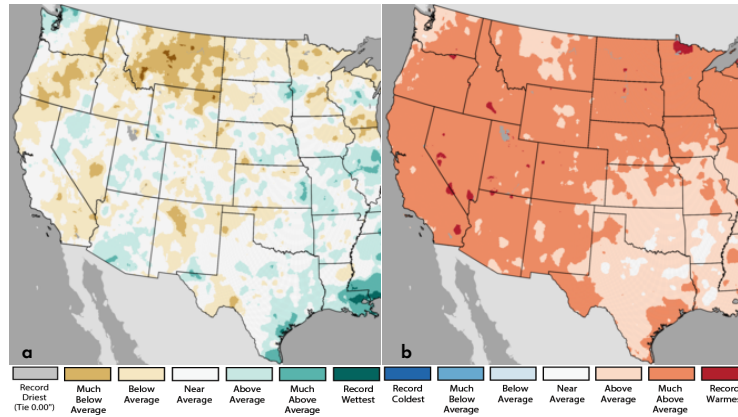 a
b
Record
Driest
(Tie 0.00")
Much
Below
Average
Below
Average
Near
Average
Above
Average
Much
Above
Average
Record
Wettest
Record
Coldest
Much
Below
Average
Below
Average
Near
Average
Above
Average
Much
Above
Average
Record
Warmes